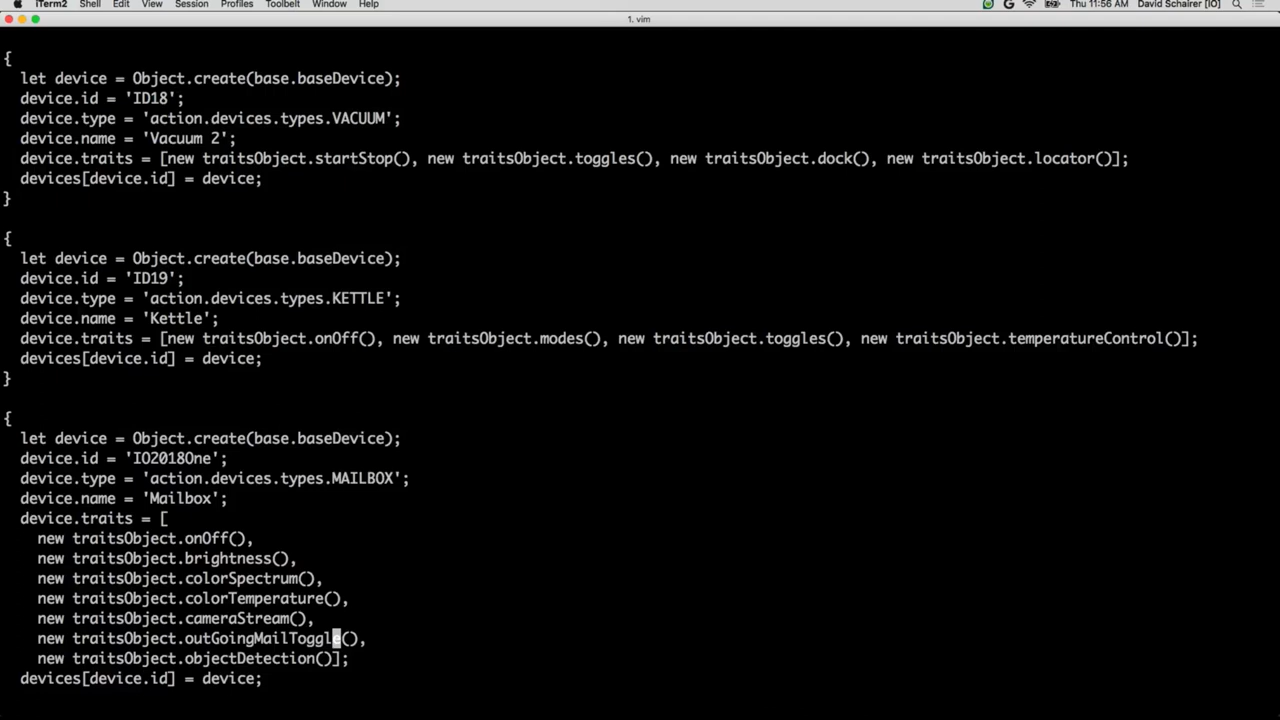 iTerm2 Shell Edit View Session Profiles Toolbelt Window Help Thu 11:56 AM David Schairer [IO]
1. vim
{
let device = Object.create(base.baseDevice);
device.id = 'ID18';
device.type = 'action.devices.types.VACUUM';
device.name = 'Vacuum 2';
device.traits = [new traitsObject.startStop(), new traitsObject.toggles(), new traitsObject.dock(), new traitsObject.locator()];
devices[device.id] = device;
}
{
let device = Object.create(base.baseDevice);
device.id = 'ID19';
device.type = 'action.devices.types.KETTLE';
device.name = 'Kettle';
device.traits = [new traitsObject.onOff(), new traitsObject.modes(), new traitsObject.toggles(), new traitsObject.temperatureControl()];
devices[device.id] = device;
}
{
let device = Object.create(base.baseDevice);
device.id = 'IO2018One';
device.type = 'action.devices.types.MAILBOX';
device.name = 'Mailbox';
device.traits = [
new traitsObject.onOff(),
new traitsObject.brightness(),
new traitsObject.colorSpectrum(),
new traitsObject.colorTemperature(),
new traitsObject.cameraStream(),
new traitsObject.outGoingMailToggle(),
new traitsObject.objectDetection()];
devices[device.id] = device;